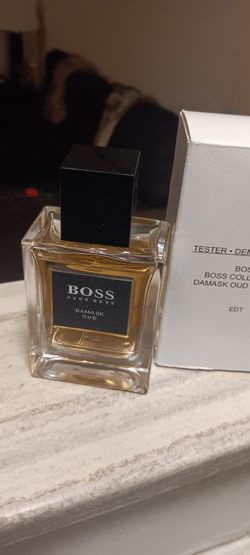 BOSS
HUGO BOSS
DAMASK
OUD
TESTER • DEM
BOS
BOSS COLL
DAMASK OUD
EDT